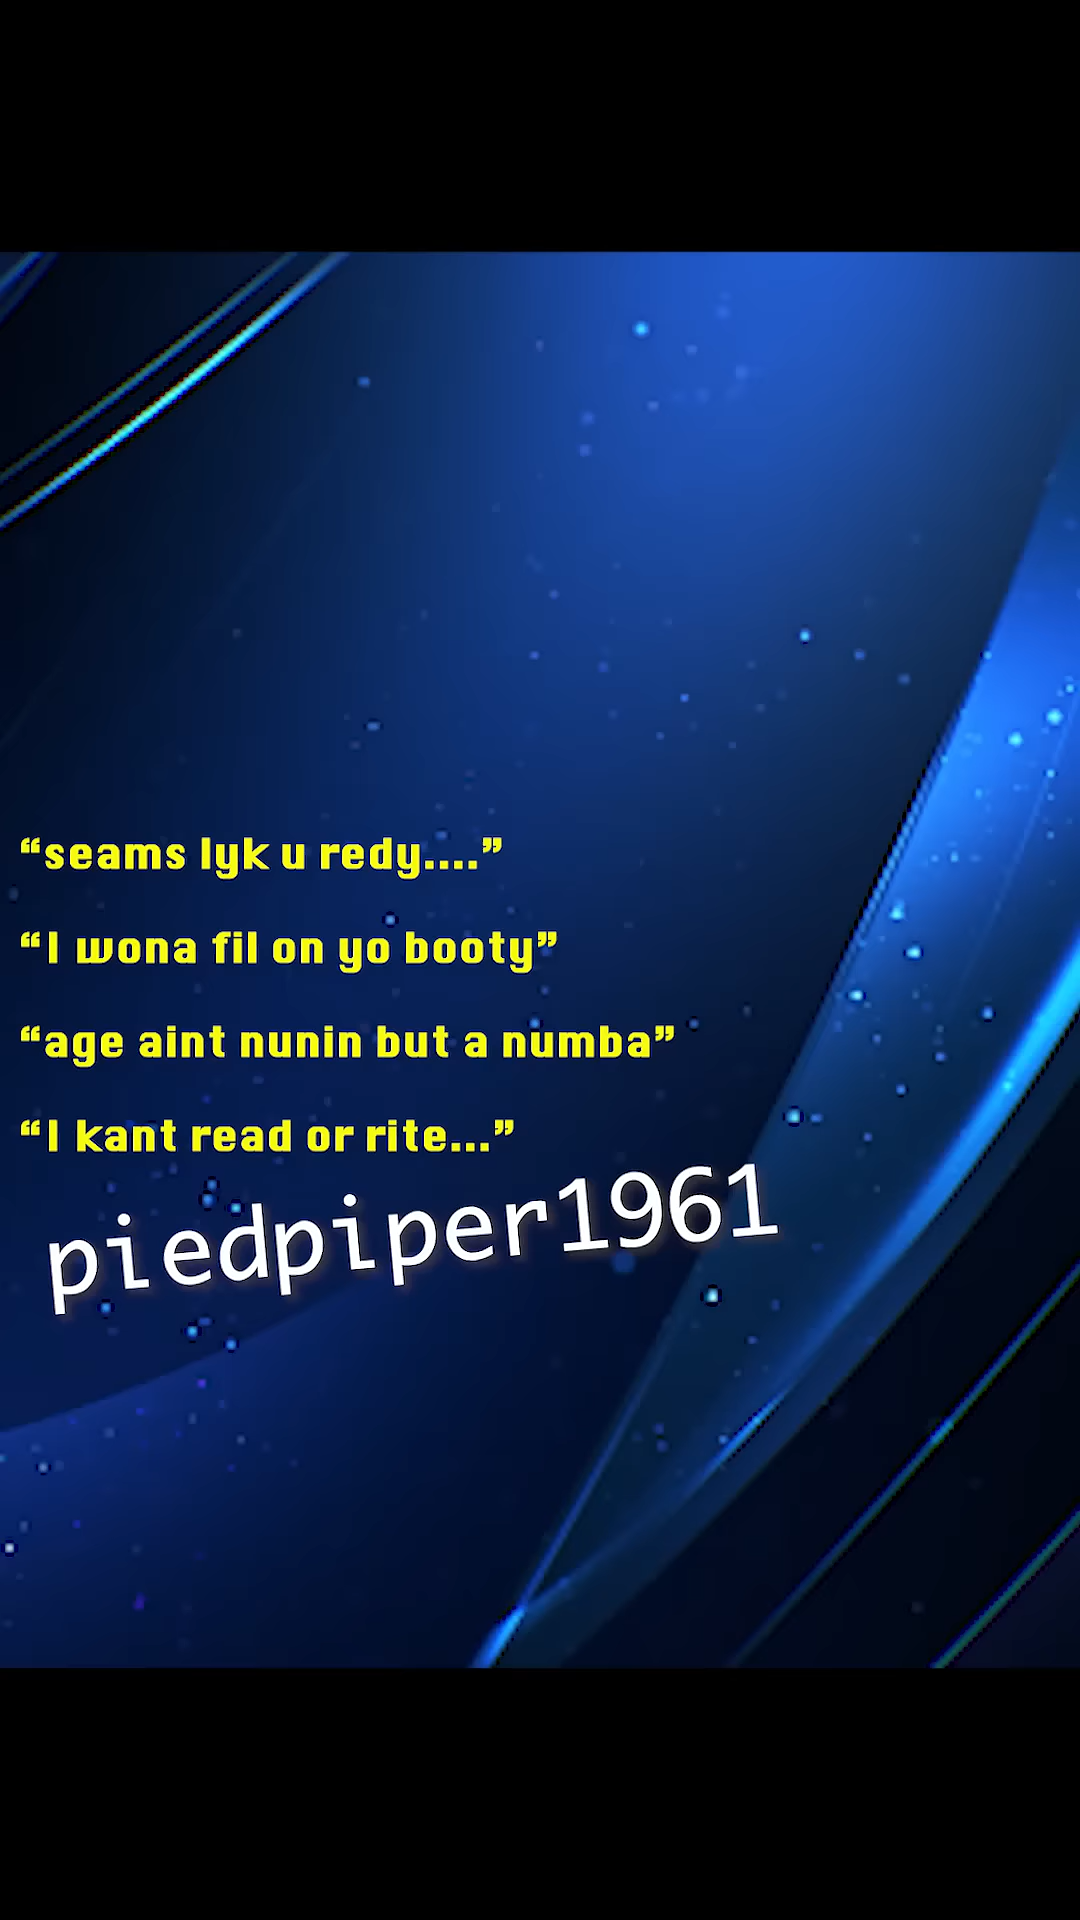 “seams lyk u redy....”
“I wona fil on yo booty”
“age aint nunin but a numba”
“I kant read or rite...”
piedpiper1961